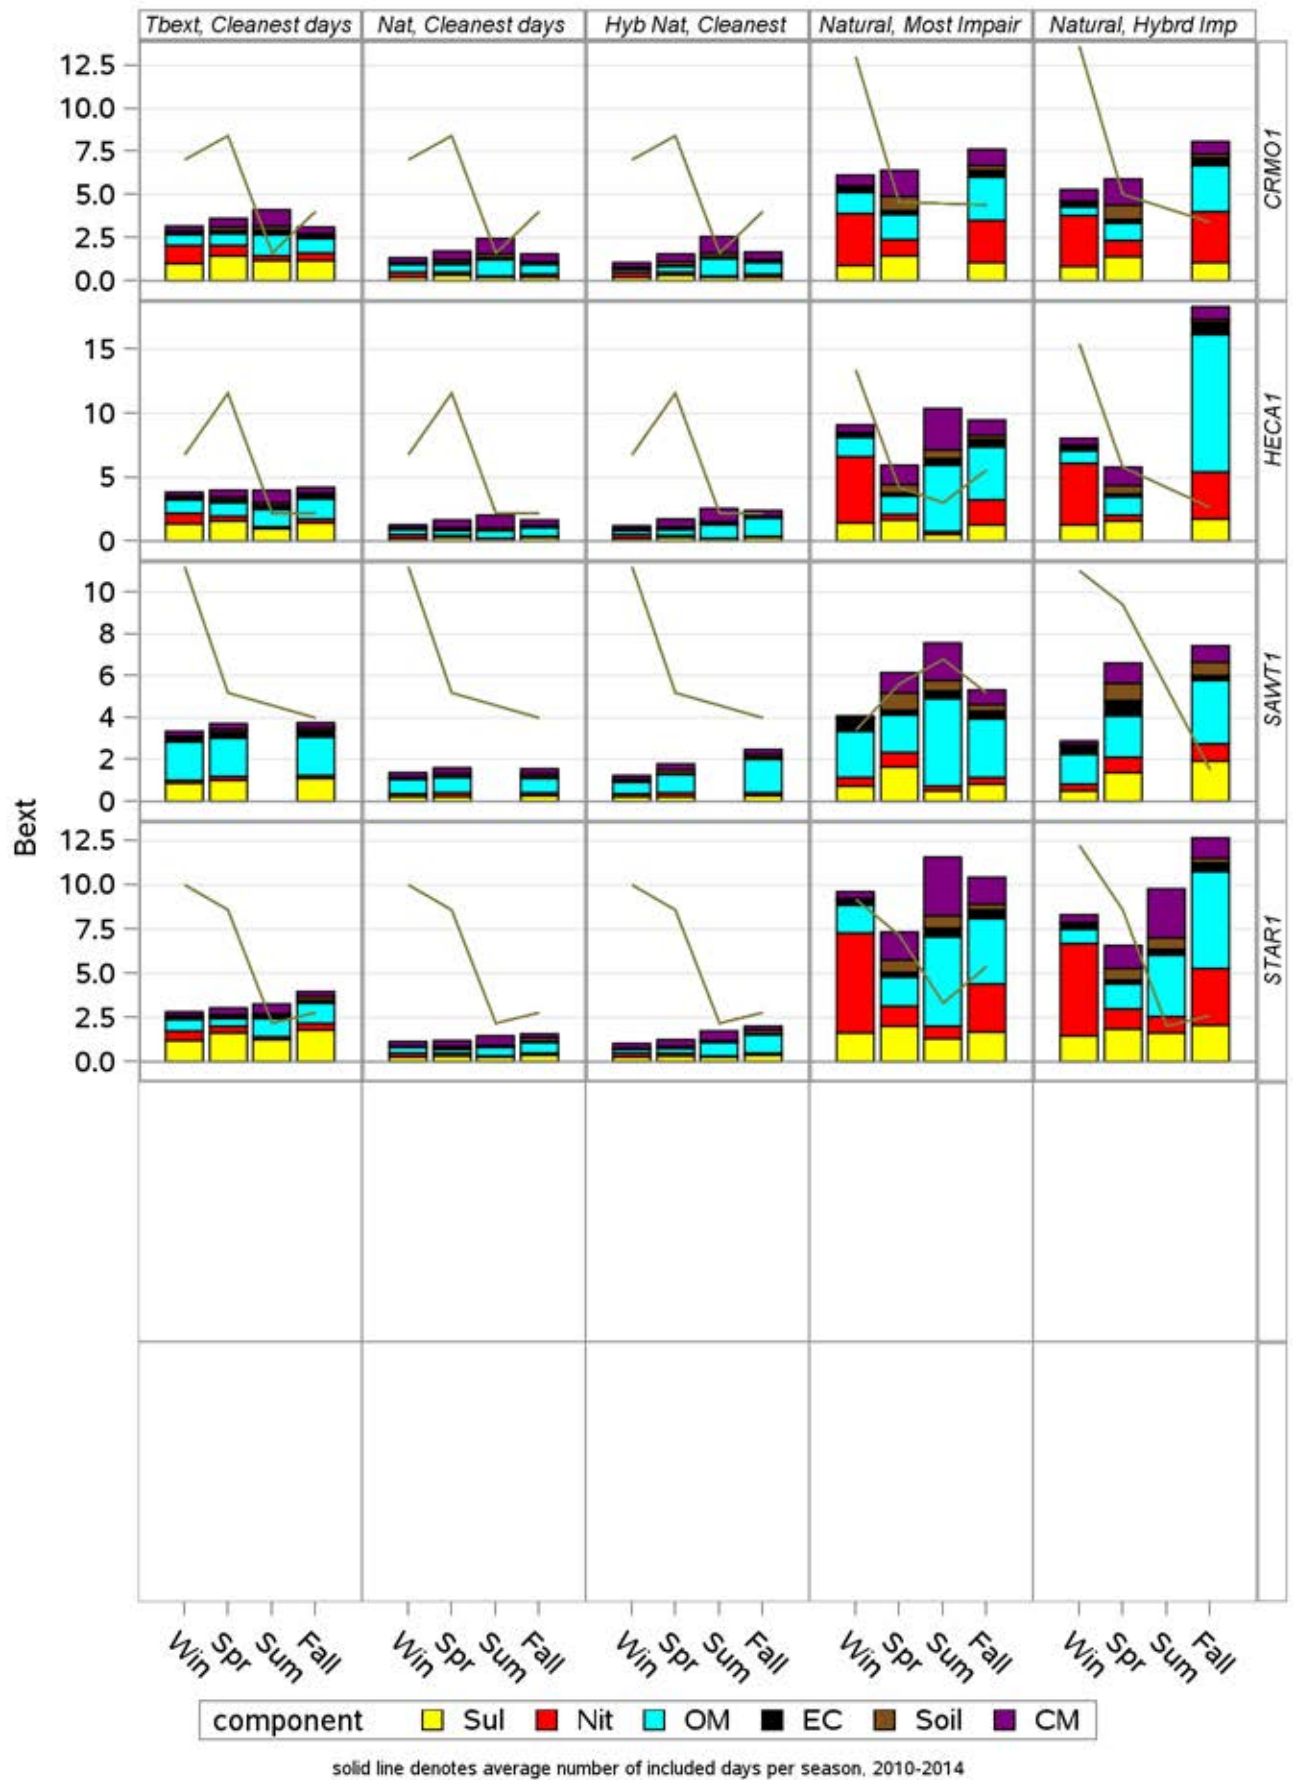 Tbext, Cleanest days
Nat, Cleanest days
Hyb Nat, Cleanest
Natural, Most Impair
Natural, Hybrd Imp
12.5
10.0
7.5
5.0
2.5
0.0
CRMO1
15
10
5
0
HECA1
10
8
6
4
2
0
SAWT1
Bext
12.5
10.0
7.5
5.0
2.5
0.0
STAR1
Win Spr Sum Fall
Win Spr Sum Fall
Win Spr Sum Fall
Win Spr Sum Fall
Win Spr Sum Fall
component Sul Nit OM EC Soil CM
solid line denotes average number of included days per season, 2010-2014